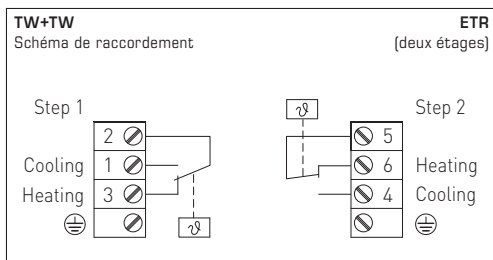 TW+TW ETR
Schéma de raccordement (deux étages)
Step 1 ϑ Step 2
2 5
Cooling 1 6 Heating
Heating 3 4 Cooling
ϑ